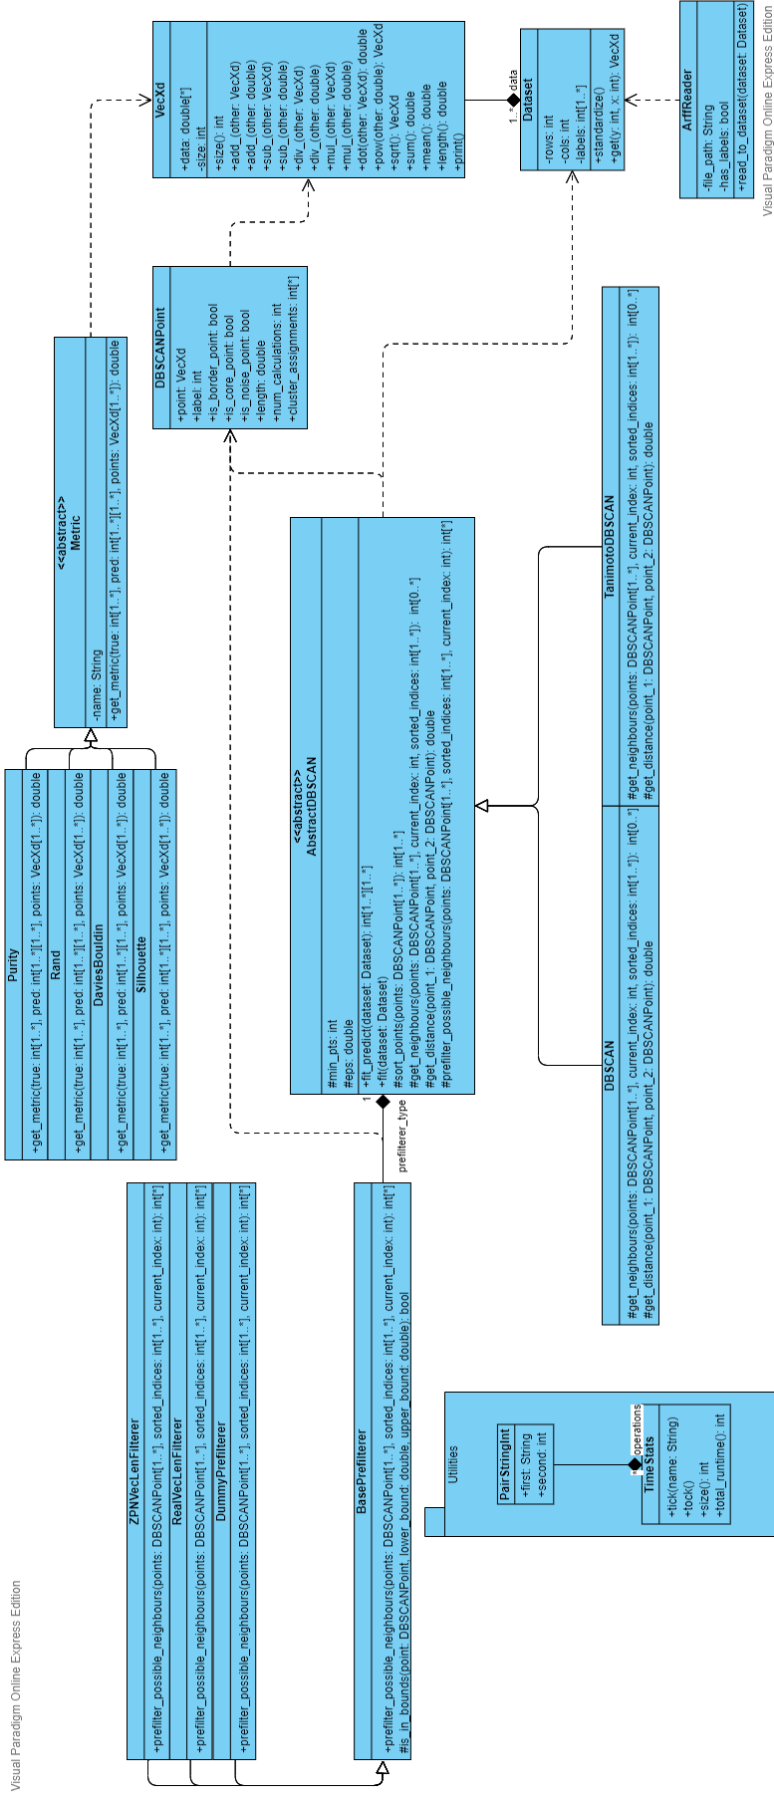 Visual Paradigm Online Express Edition
ZPNVecLenFilterer
+prefilter_possible_neighbours(points: DBSCANPoint[1..*], sorted_indices: int[1..*], current_index: int): int[*]
RealVecLenFilterer
+prefilter_possible_neighbours(points: DBSCANPoint[1..*], sorted_indices: int[1..*], current_index: int): int[*]
DummyPrefilterer
+prefilter_possible_neighbours(points: DBSCANPoint[1..*], sorted_indices: int[1..*], current_index: int): int[*]
BasePrefilterer
+prefilter_possible_neighbours(points: DBSCANPoint[1..*], sorted_indices: int[1..*], current_index: int): int[*]
#is_in_bounds(point: DBSCANPoint, lower_bound: double, upper_bound: double): bool
Utilities
PairStringInt
+first: String
+second: int
*
operations
TimeStats
+tick(name: String)
+tock()
+size(): int
+total_runtime(): int
Purity
+get_metric(true: int[1..*], pred: int[1..*][1..*], points: VecXd[1..*]): double
Rand
+get_metric(true: int[1..*], pred: int[1..*][1..*], points: VecXd[1..*]): double
DaviesBouldin
+get_metric(true: int[1..*], pred: int[1..*][1..*], points: VecXd[1..*]): double
Silhouette
+get_metric(true: int[1..*], pred: int[1..*][1..*], points: VecXd[1..*]): double
<<abstract>>
Metric
-name: String
+get_metric(true: int[1..*], pred: int[1..*][1..*], points: VecXd[1..*]): double
1
prefilterer_type
<<abstract>>
AbstractDBSCAN
#min_pts: int
#eps: double
+fit_predict(dataset: Dataset): int[1..*][1..*]
+fit(dataset: Dataset)
#sort_points(points: DBSCANPoint[1..*]): int[1..*]
#get_neighbours(points: DBSCANPoint[1..*], current_index: int, sorted_indices: int[1..*]): int[0..*]
#get_distance(point_1: DBSCANPoint, point_2: DBSCANPoint): double
#prefilter_possible_neighbours(points: DBSCANPoint[1..*], sorted_indices: int[1..*], current_index: int): int[*]
DBSCAN
#get_neighbours(points: DBSCANPoint[1..*], current_index: int, sorted_indices: int[1..*]): int[0..*]
#get_distance(point_1: DBSCANPoint, point_2: DBSCANPoint): double
TanimotoDBSCAN
#get_neighbours(points: DBSCANPoint[1..*], current_index: int, sorted_indices: int[1..*]): int[0..*]
#get_distance(point_1: DBSCANPoint, point_2: DBSCANPoint): double
DBSCANPoint
+point: VecXd
+label: int
+is_border_point: bool
+is_core_point: bool
+is_noise_point: bool
+length: double
+num_calculations: int
+cluster_assignments: int[*]
VecXd
+data: double[*]
-size: int
+size(): int
+add_(other: VecXd)
+add_(other: double)
+sub_(other: VecXd)
+sub_(other: double)
+div_(other: VecXd)
+div_(other: double)
+mul_(other: VecXd)
+mul_(other: double)
+dot(other: VecXd): double
+pow(other: double): VecXd
+sqrt(): VecXd
+sum(): double
+mean(): double
+length(): double
+print()
1..*
data
Dataset
-rows: int
-cols: int
-labels: int[1..*]
+standardize()
+get(y: int, x: int): VecXd
ArffReader
-file_path: String
-has_labels: bool
+read_to_dataset(dataset: Dataset)
Visual Paradigm Online Express Edition